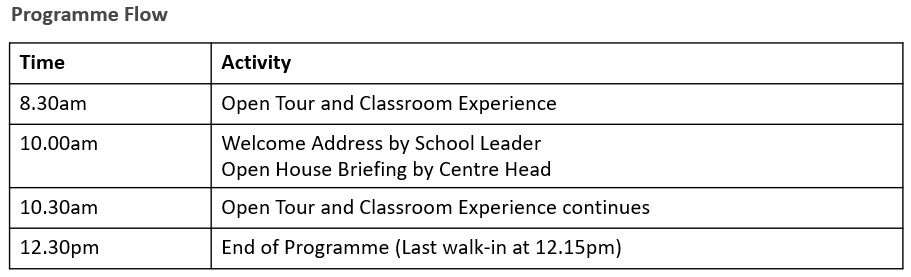 Programme Flow
Time Activity
8.30am Open Tour and Classroom Experience
10.00am Welcome Address by School Leader
Open House Briefing by Centre Head
10.30am Open Tour and Classroom Experience continues
12.30pm End of Programme (Last walk-in at 12.15pm)